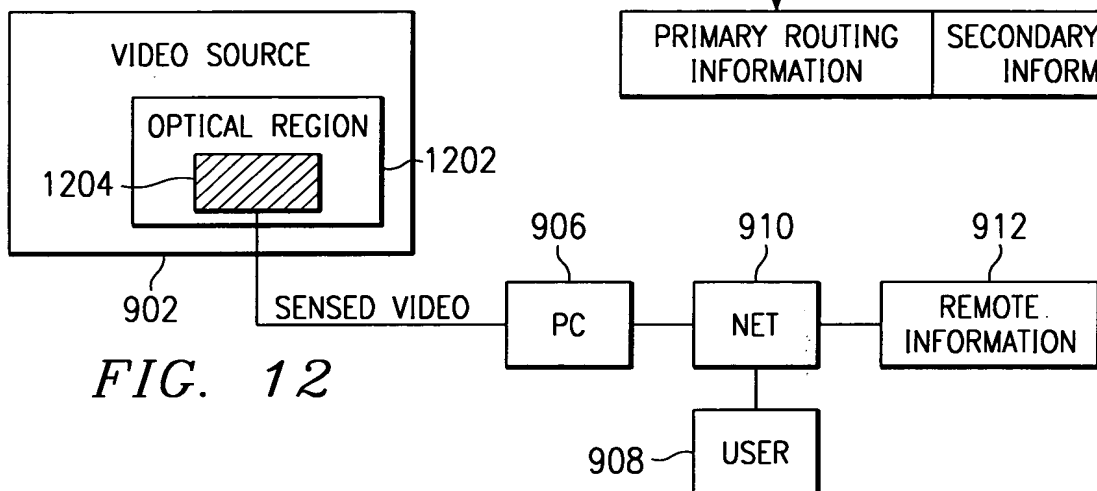 PRIMARY ROUTING
INFORMATION
SECONDARY
INFORM
VIDEO SOURCE
OPTICAL REGION
1204
1202
902
SENSED VIDEO
906
PC
910
NET
912
REMOTE
INFORMATION
908
USER
FIG. 12